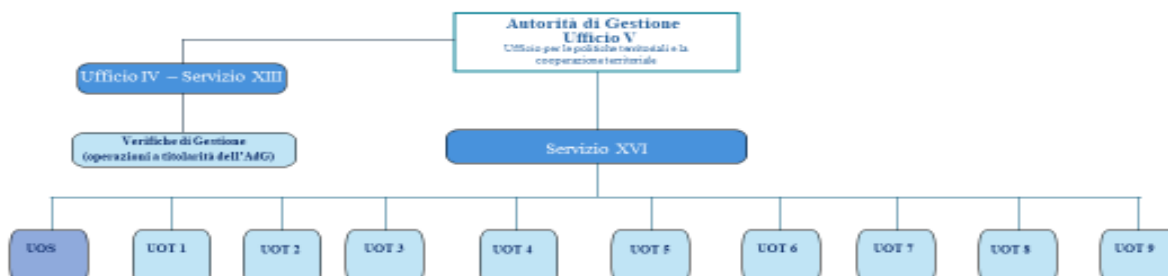 Autorità di Gestione
Ufficio V
Ufficio per le politiche territoriali e la
cooperazione territoriale
Ufficio IV – Servizio XIII
Verifiche di Gestione
(operazioni a titolarità dell'AdG)
Servizio XVI
UOS
UOT 1
UOT 2
UOT 3
UOT 4
UOT 5
UOT 6
UOT 7
UOT 8
UOT 9